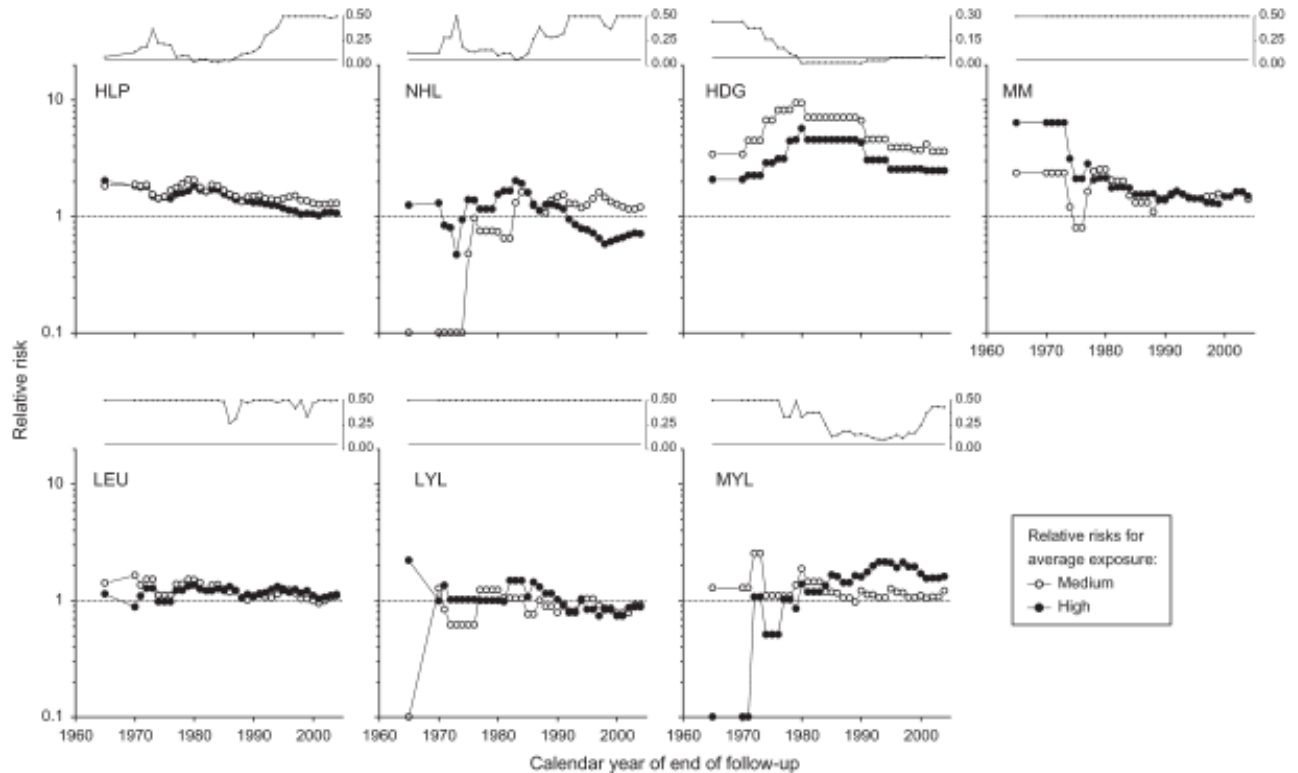 0.50
0.25
0.00
0.50
0.25
0.00
0.30
0.15
0.00
0.50
0.25
0.00
HLP
NHL
HDG
MM
10
1
0.1
1960 1970 1980 1990 2000
Relative risk
0.50
0.25
0.00
0.50
0.25
0.00
0.50
0.25
0.00
LEU
LYL
MYL
10
1
0.1
1960 1970 1980 1990 2000
1960 1970 1980 1990 2000
1960 1970 1980 1990 2000
Calendar year of end of follow-up
Relative risks for
average exposure:
Medium
High